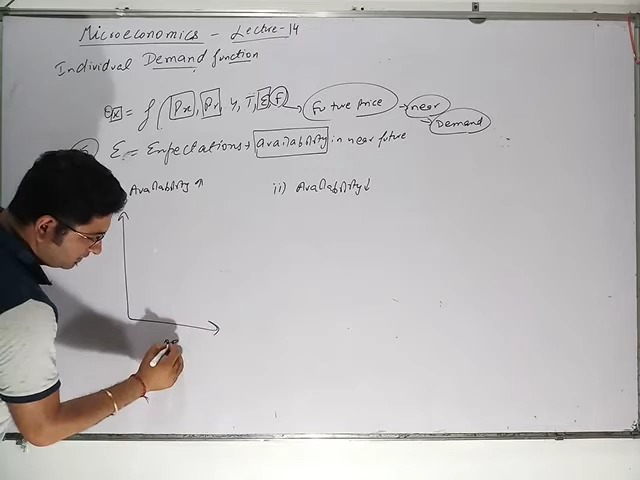 Microeconomics - Lecture-14
Individual Demand function
Qx = f(Px, Pr, Y, T, E, F) → Future Price → near
→ Demand
E = Expectations + availability in near future
Availability ↑ ii) Availability ↓